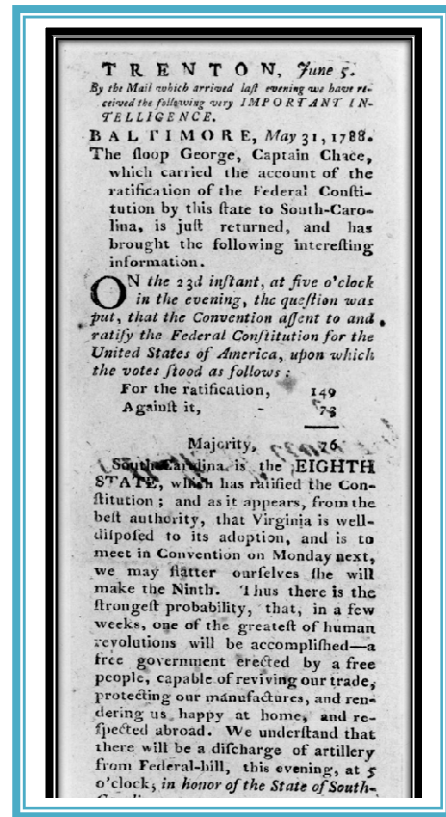 TRENTON, June 5.
By the Mail which arrived laſt evening we have re-
ceived the following very IMPORTANT IN-
TELLIGENCE.
BALTIMORE, May 31, 1788.
The ſloop George, Captain Chace,
which carried the account of the
ratification of the Federal Conſti-
tution by this ſtate to South-Caro-
lina, is juſt returned, and has
brought the following intereſting
information.
ON the 23d inſtant, at five o'clock
in the evening, the queſtion was
put, that the Convention aſſent to and
ratify the Federal Conſtitution for the
United States of America, upon which
the votes ſtood as follows:
For the ratification, 149
Againſt it, - 73
Majority, 76
South-Carolina is the EIGHTH
STATE, which has ratified the Con-
ſtitution; and as it appears, from the
beſt authority, that Virginia is well-
diſpoſed to its adoption, and is to
meet in Convention on Monday next,
we may flatter ourſelves ſhe will
make the Ninth. Thus there is the
ſtrongeſt probability, that, in a few
weeks, one of the greateſt of human
revolutions will be accompliſhed—a
free government erected by a free
people, capable of reviving our trade,
protecting our manufactures, and ren-
dering us happy at home, and re-
ſpected abroad. We underſtand that
there will be a diſcharge of artillery
from Federal-hill, this evening, at 5
o'clock, in honor of the State of South-